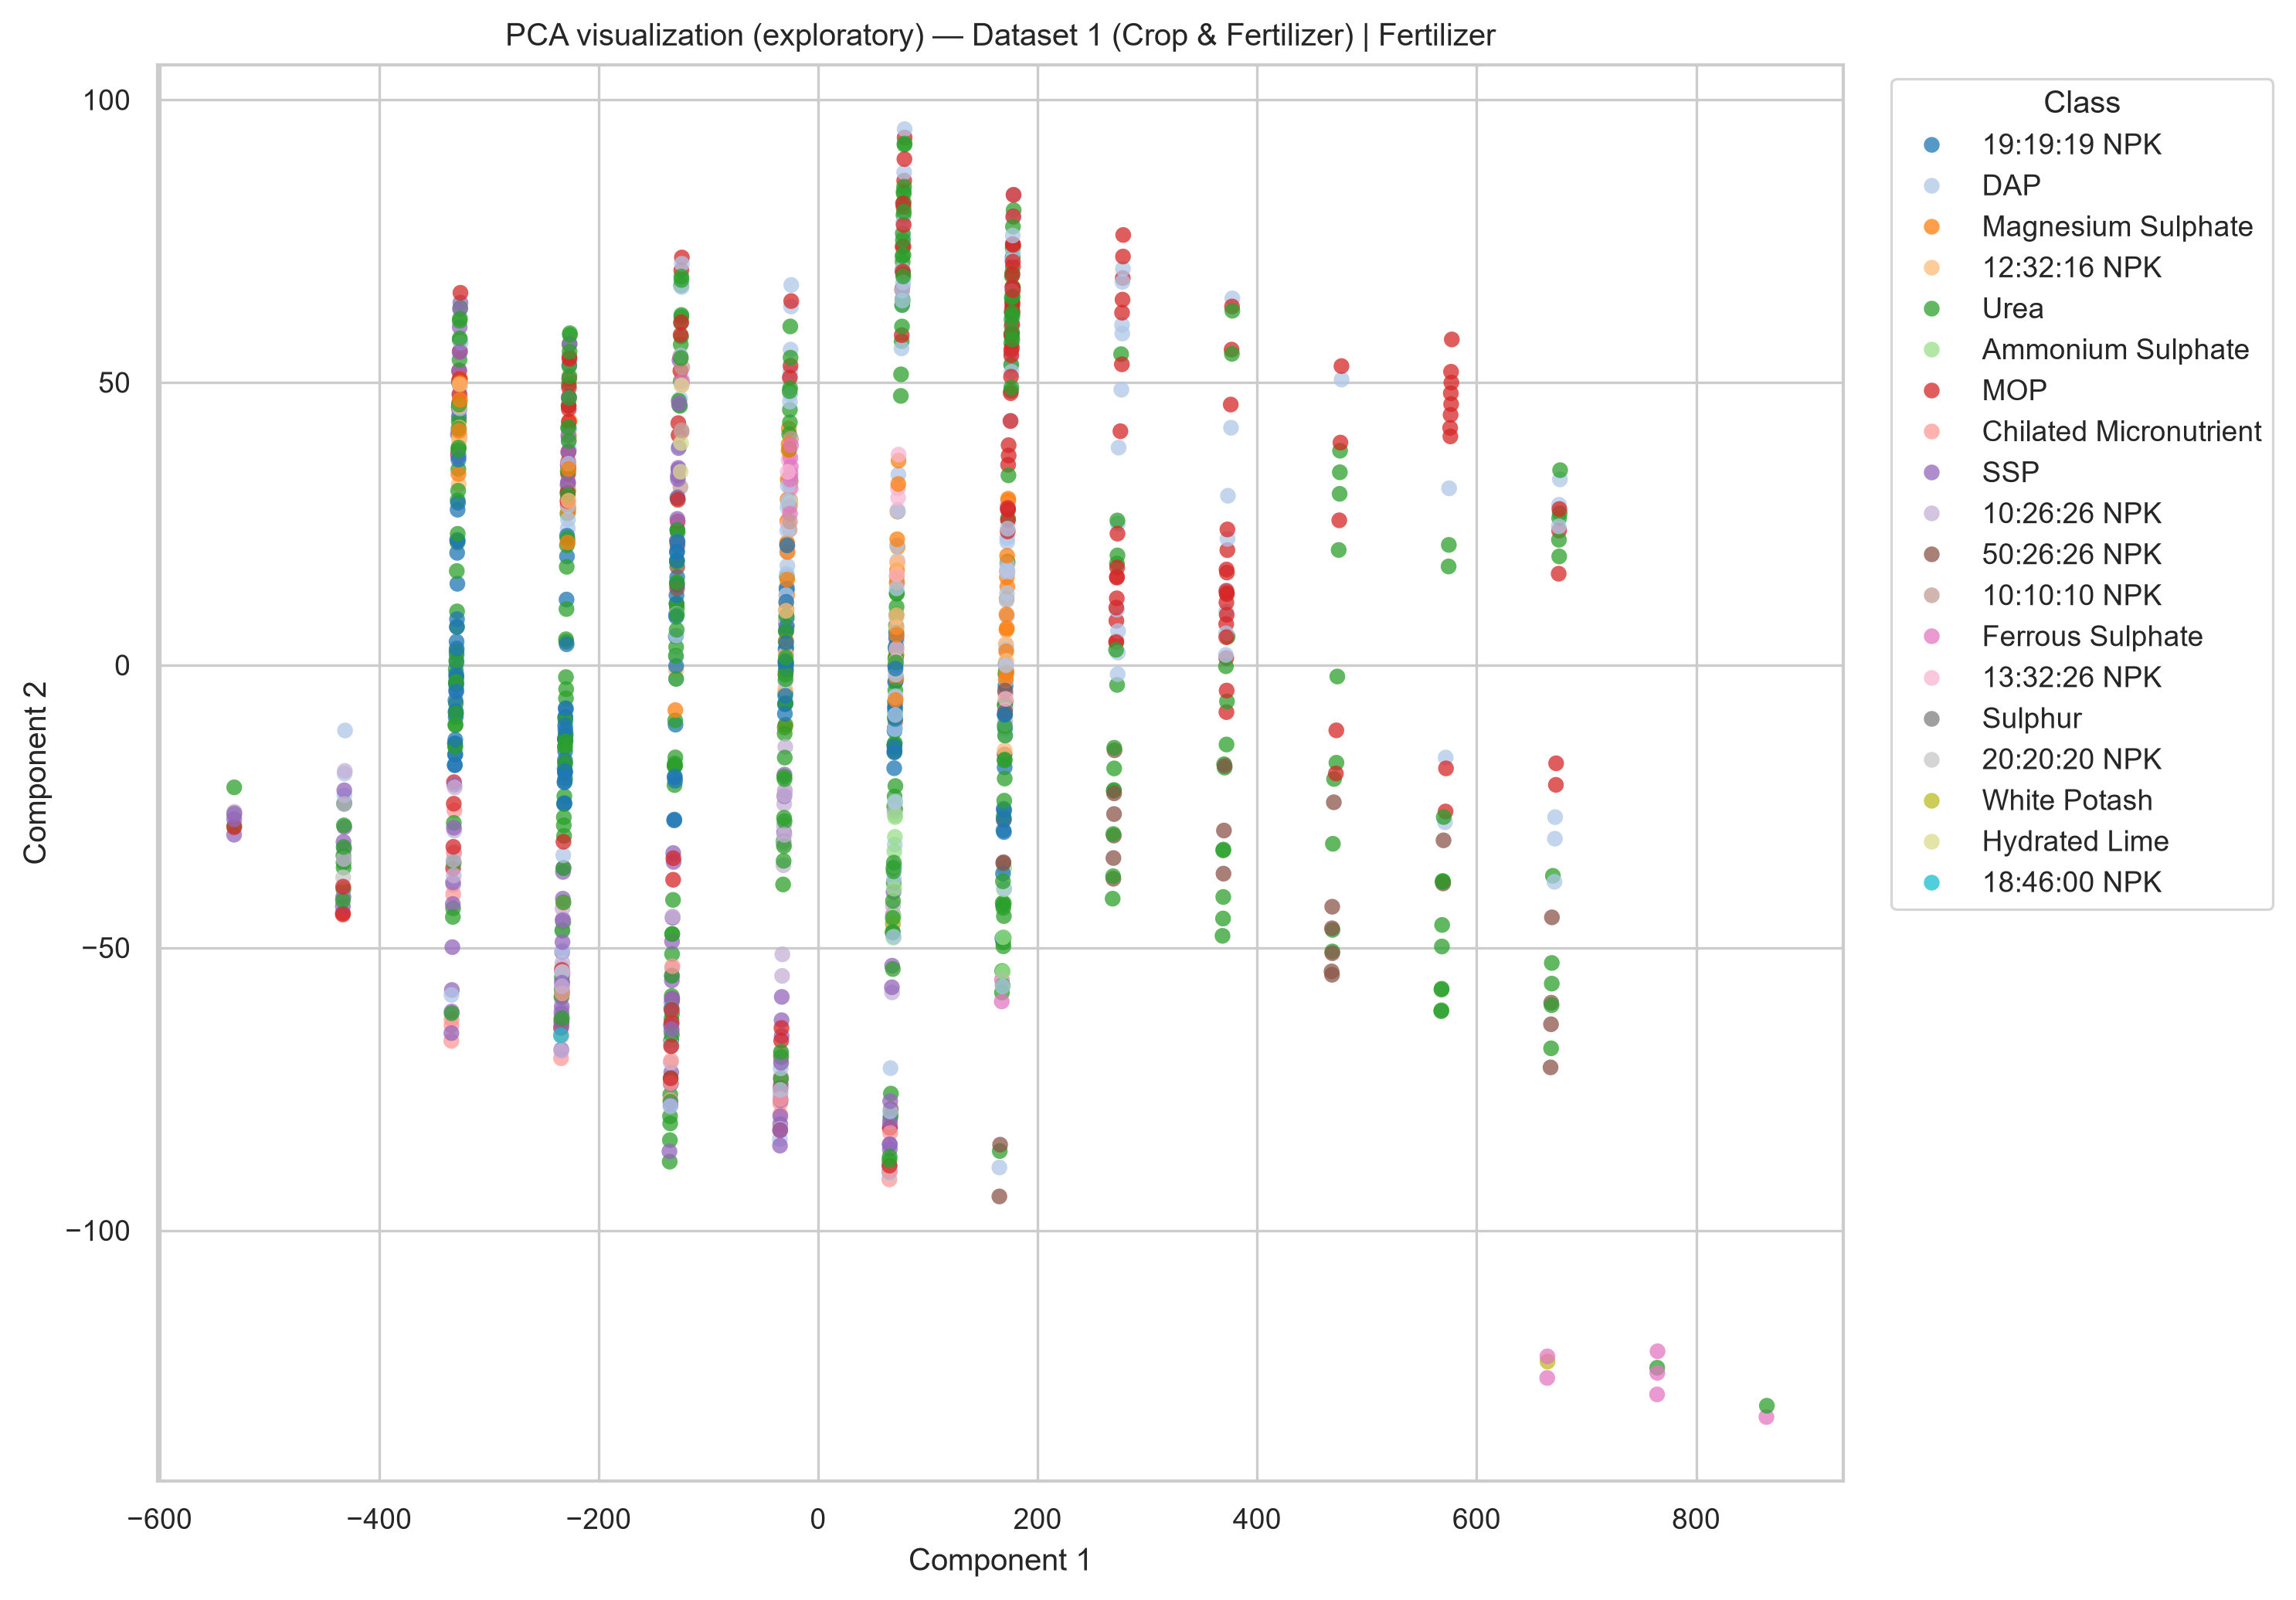 PCA visualization (exploratory) — Dataset 1 (Crop & Fertilizer) | Fertilizer
100
50
0
−50
−100
Component 2
−600
−400
−200
0
200
400
600
800
Component 1
Class
19:19:19 NPK
DAP
Magnesium Sulphate
12:32:16 NPK
Urea
Ammonium Sulphate
MOP
Chilated Micronutrient
SSP
10:26:26 NPK
50:26:26 NPK
10:10:10 NPK
Ferrous Sulphate
13:32:26 NPK
Sulphur
20:20:20 NPK
White Potash
Hydrated Lime
18:46:00 NPK